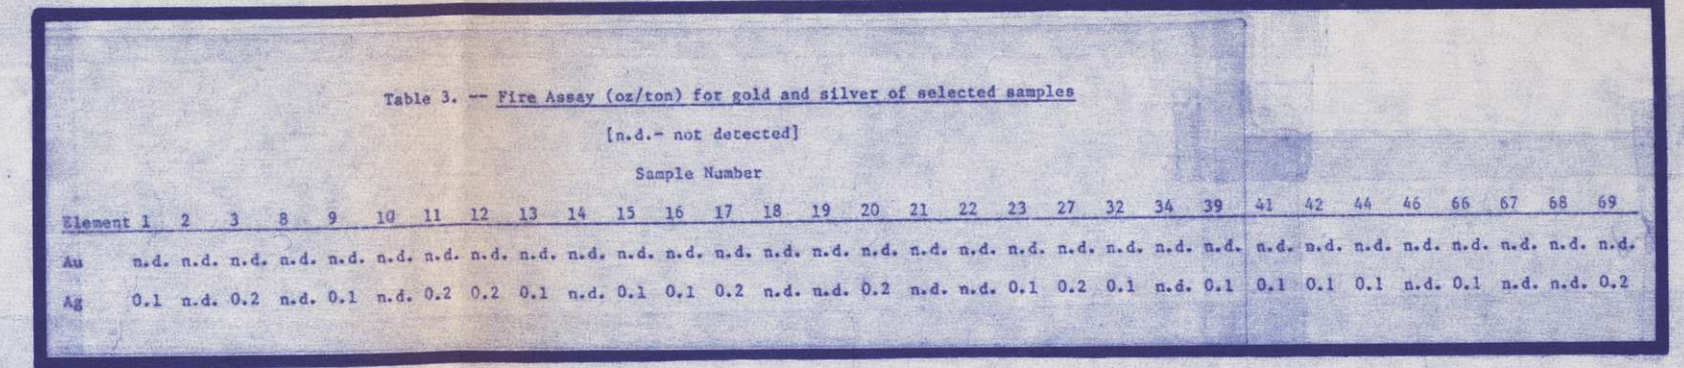 Table 3. -- Fire Assay (oz/ton) for gold and silver of selected samples
[n.d.- not detected]
Sample Number
Element 1 2 3 8 9 10 11 12 13 14 15 16 17 18 19 20 21 22 23 27 32 34 39 41 42 44 46 66 67 68 69
Au n.d. n.d. n.d. n.d. n.d. n.d. n.d. n.d. n.d. n.d. n.d. n.d. n.d. n.d. n.d. n.d. n.d. n.d. n.d. n.d. n.d. n.d. n.d. n.d. n.d. n.d. n.d. n.d. n.d. n.d. n.d.
Ag 0.1 n.d. 0.2 n.d. 0.1 n.d. 0.2 0.2 0.1 n.d. 0.1 0.1 0.2 n.d. n.d. 0.2 n.d. n.d. 0.1 0.2 0.1 n.d. 0.1 0.1 0.1 0.1 n.d. 0.1 n.d. n.d. 0.2